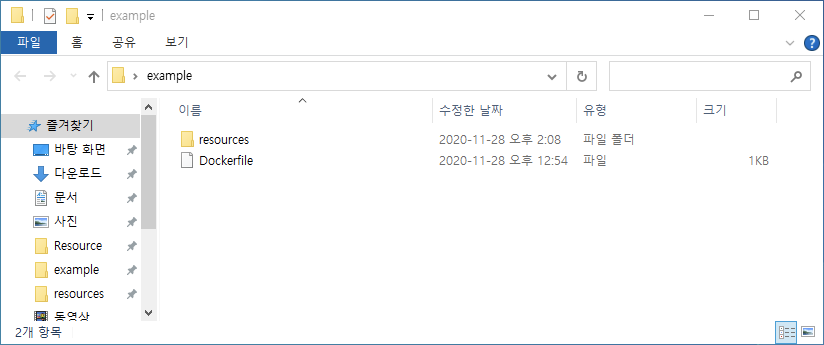 example
파일 홈 공유 보기
example
이름 수정한 날짜 유형 크기
즐겨찾기
바탕 화면
다운로드
문서
사진
Resource
example
resources
동영상
resources 2020-11-28 오후 2:08 파일 폴더
Dockerfile 2020-11-28 오후 12:54 파일 1KB
2개 항목